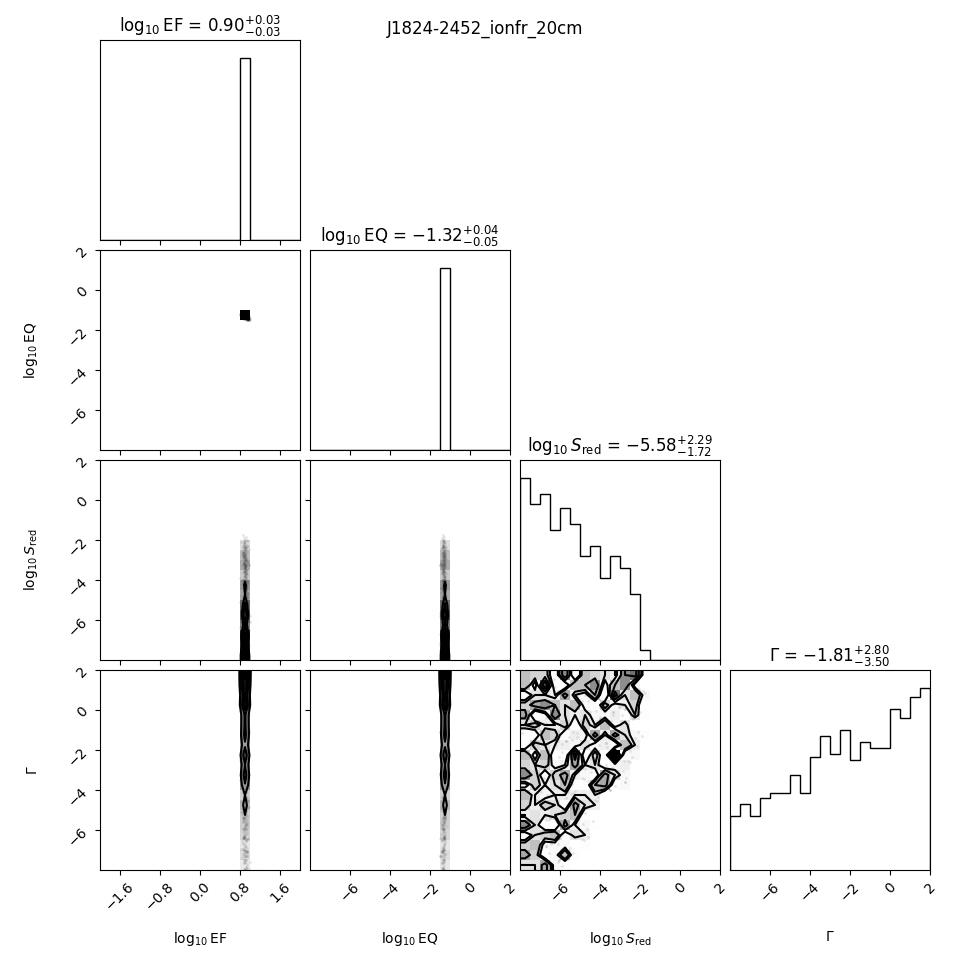 J1824-2452_ionfr_20cm
log₁₀ EF = 0.90⁺⁰·⁰³₋₀.₀₃
log₁₀ EQ = −1.32⁺⁰·⁰⁴₋₀.₀₅
2
0
−2
−4
−6
log₁₀ EQ
log₁₀ S_red = −5.58⁺²·²⁹₋₁.₇₂
2
0
−2
−4
−6
log₁₀ S_red
Γ = −1.81⁺²·⁸⁰₋₃.₅₀
2
0
−2
−4
−6
Γ
−1.6 −0.8 0.0 0.8 1.6
−6 −4 −2 0 2
−6 −4 −2 0 2
−6 −4 −2 0 2
log₁₀ EF
log₁₀ EQ
log₁₀ S_red
Γ